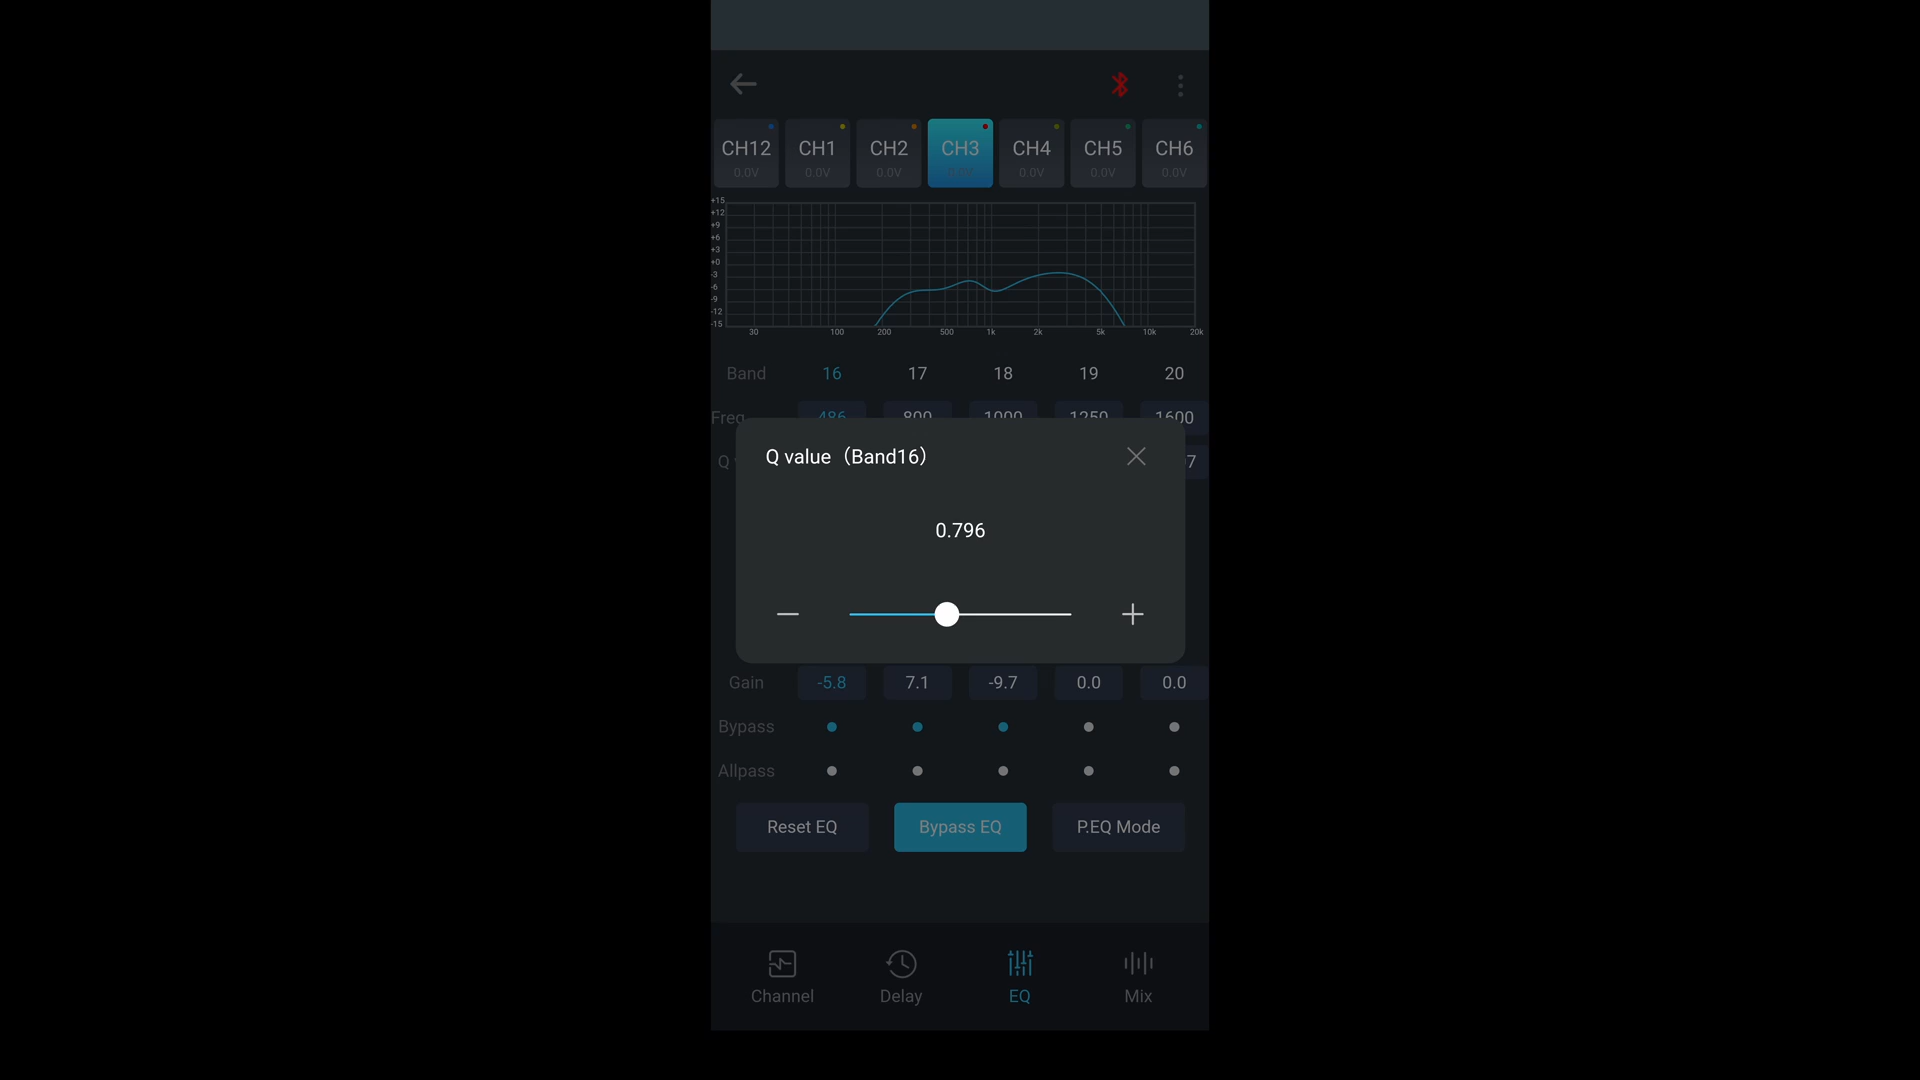 CH12 CH1 CH2 CH3 CH4 CH5 CH6
0.0V 0.0V 0.0V 0.0V 0.0V 0.0V
+15
+12
+9
+6
+3
+0
-3
-6
-9
-12
-15
30 100 200 500 1k 2k 5k 10k 20k
Band 16 17 18 19 20
Freq 486 800 1000 1250 1600
Q 7
Q value（Band16）
0.796
Gain -5.8 7.1 -9.7 0.0 0.0
Bypass
Allpass
Reset EQ Bypass EQ P.EQ Mode
Channel Delay EQ Mix